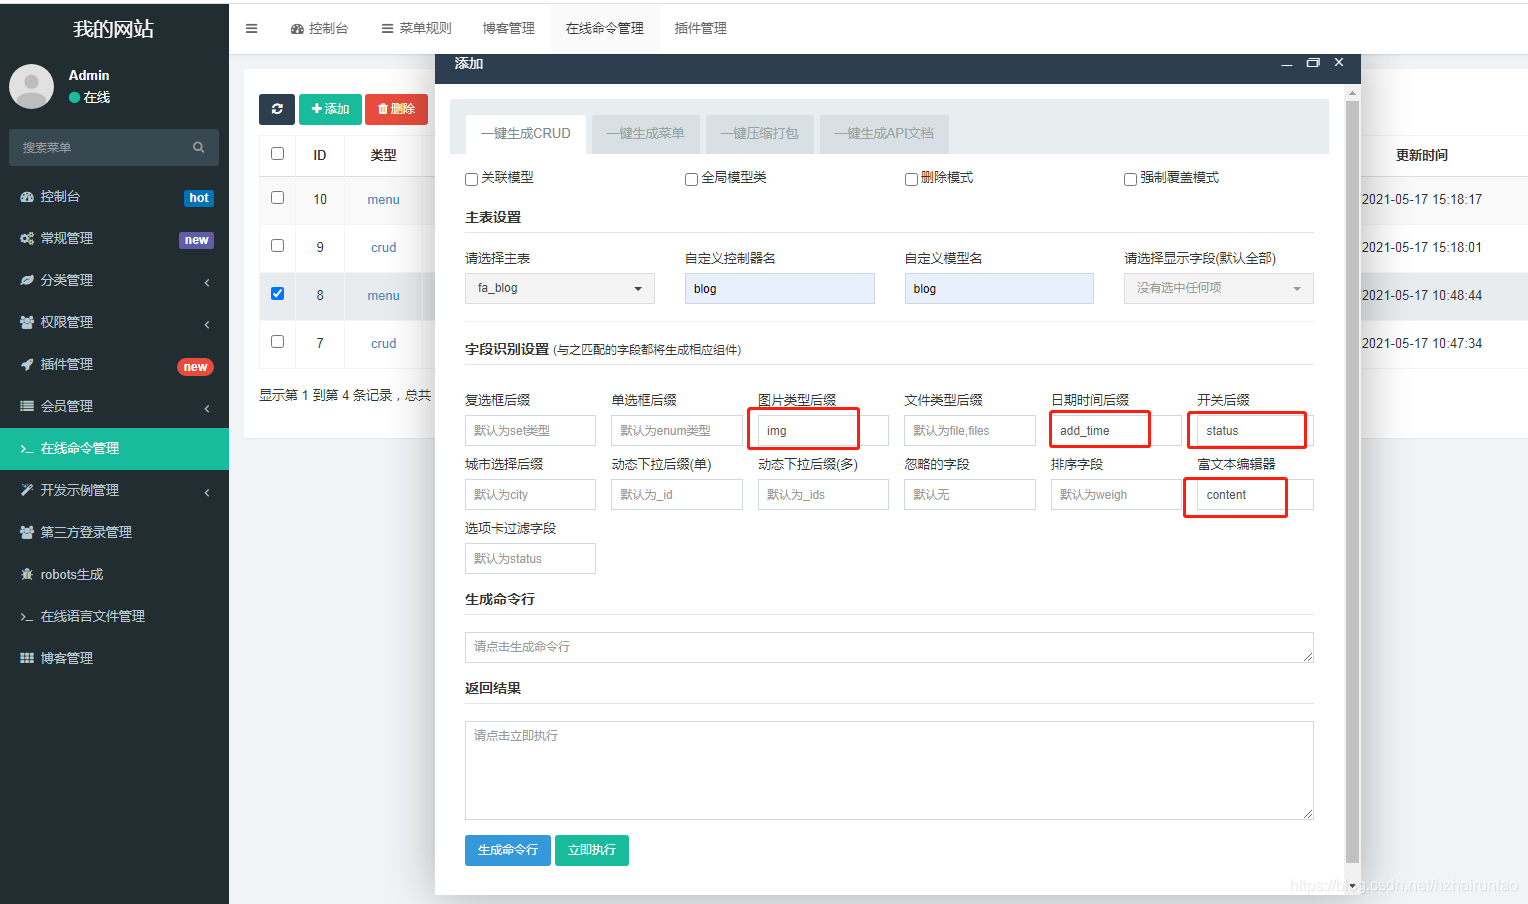 我的网站
控制台
菜单规则
博客管理
在线命令管理
插件管理
Admin
在线
搜索菜单
控制台 hot
常规管理 new
分类管理
权限管理
插件管理 new
会员管理
在线命令管理
开发示例管理
第三方登录管理
robots生成
在线语言文件管理
博客管理
添加
删除
ID 类型 更新时间
10 menu 2021-05-17 15:18:17
9 crud 2021-05-17 15:18:01
8 menu 2021-05-17 10:48:44
7 crud 2021-05-17 10:47:34
显示第 1 到第 4 条记录，总共
添加
一键生成CRUD 一键生成菜单 一键压缩打包 一键生成API文档
关联模型 全局模型类 删除模式 强制覆盖模式
主表设置
请选择主表 自定义控制器名 自定义模型名 请选择显示字段(默认全部)
fa_blog blog blog 没有选中任何项
字段识别设置 (与之匹配的字段都将生成相应组件)
复选框后缀 单选框后缀 图片类型后缀 文件类型后缀 日期时间后缀 开关后缀
默认为set类型 默认为enum类型 img 默认为file,files add_time status
城市选择后缀 动态下拉后缀(单) 动态下拉后缀(多) 忽略的字段 排序字段 富文本编辑器
默认为city 默认为_id 默认为_ids 默认无 默认为weigh content
选项卡过滤字段
默认为status
生成命令行
请点击生成命令行
返回结果
请点击立即执行
生成命令行 立即执行
https://blog.csdn.net/hzhairuntao